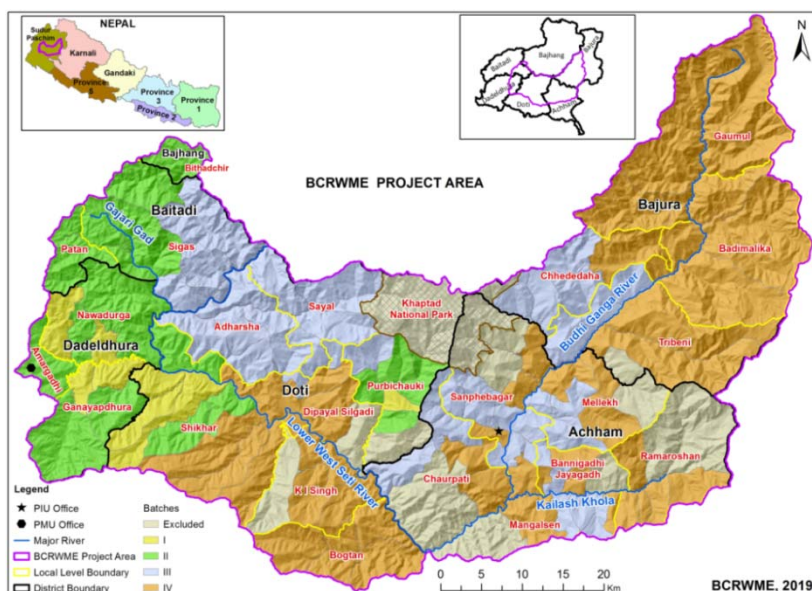 NEPAL
Sudur
Paschim
Karnali
Gandaki
Province
5
Province
3
Province
1
Province 2
Baitadi
Bajhang
Bajura
Dadeldhura
Doti
Achham
N
BCRWME PROJECT AREA
Bajhang
Bithadchir
Baitadi
Gajari Gad
Patan
Sigas
Nawadurga
Dadeldhura
Amargadhi
Ganayapdhura
Adharsha
Sayal
Khaptad
National Park
Doti
Purbichauki
Dipayal Silgadi
Shikhar
Lower West Seti River
K I Singh
Bogtan
Gaumul
Bajura
Badimalika
Chhededaha
Budhi Ganga River
Tribeni
Sanphebagar
Mellekh
Achham
Ramaroshan
Bannigadhi
Jayagadh
Chaurpati
Kailash Khola
Mangalsen
Legend
PIU Office
PMU Office
Major River
BCRWME Project Area
Local Level Boundary
District Boundary
Batches
Excluded
I
II
III
IV
0 5 10 15 20
Km
BCRWME, 2019